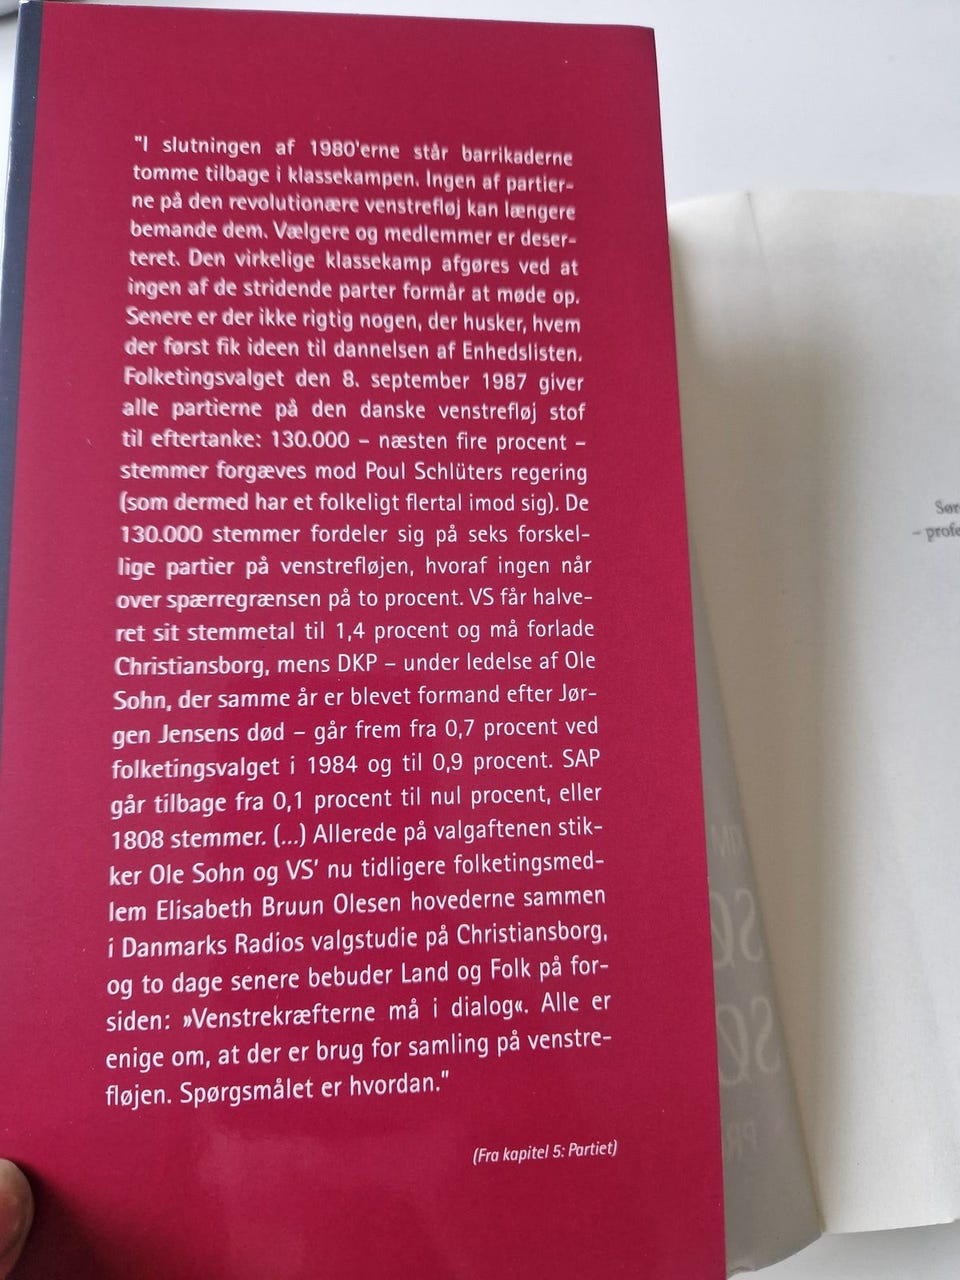 "I slutningen af 1980'erne står barrikaderne
tomme tilbage i klassekampen. Ingen af partier-
ne på den revolutionære venstrefløj kan længere
bemande dem. Vælgere og medlemmer er deser-
teret. Den virkelige klassekamp afgøres ved at
ingen af de stridende parter formår at møde op.
Senere er der ikke rigtig nogen, der husker, hvem
der først fik ideen til dannelsen af Enhedslisten.
Folketingsvalget den 8. september 1987 giver
alle partierne på den danske venstrefløj stof
til eftertanke: 130.000 – næsten fire procent –
stemmer forgæves mod Poul Schlüters regering
(som dermed har et folkeligt flertal imod sig). De
130.000 stemmer fordeler sig på seks forskel-
lige partier på venstrefløjen, hvoraf ingen når
over spærregrænsen på to procent. VS får halve-
ret sit stemmetal til 1,4 procent og må forlade
Christiansborg, mens DKP – under ledelse af Ole
Sohn, der samme år er blevet formand efter Jør-
gen Jensens død – går frem fra 0,7 procent ved
folketingsvalget i 1984 og til 0,9 procent. SAP
går tilbage fra 0,1 procent til nul procent, eller
1808 stemmer. (...) Allerede på valgaftenen stik-
ker Ole Sohn og VS' nu tidligere folketingsmed-
lem Elisabeth Bruun Olesen hovederne sammen
i Danmarks Radios valgstudie på Christiansborg,
og to dage senere bebuder Land og Folk på for-
siden: »Venstrekræfterne må i dialog«. Alle er
enige om, at der er brug for samling på venstre-
fløjen. Spørgsmålet er hvordan."
(Fra kapitel 5: Partiet)
Sør
– profe